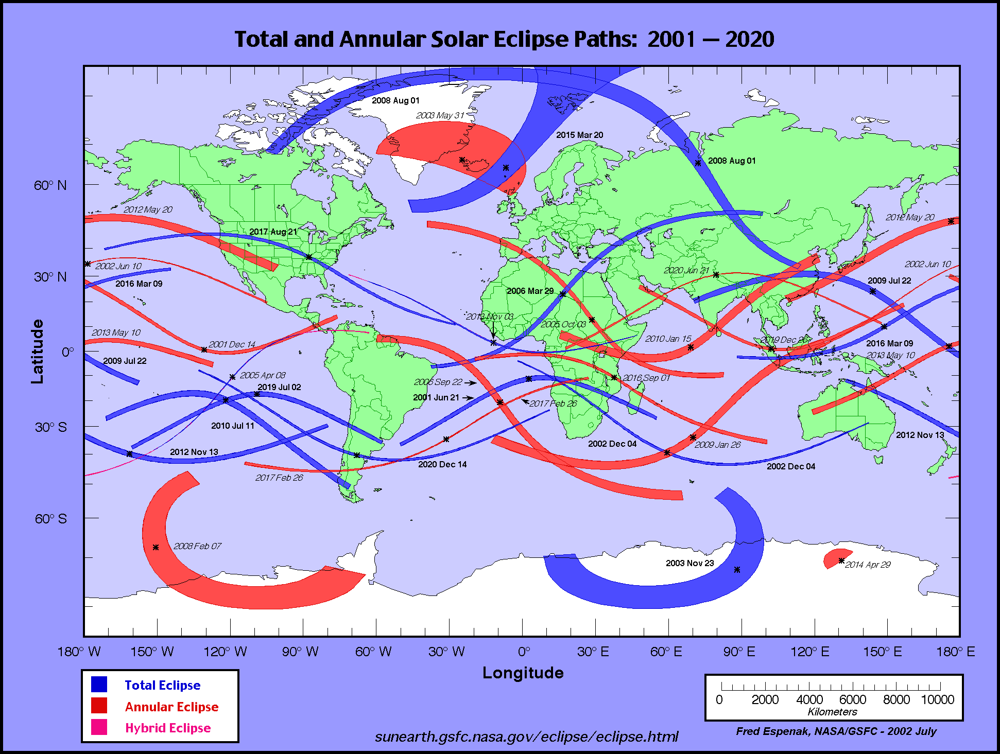 Total and Annular Solar Eclipse Paths: 2001 — 2020
2008 Aug 01
2003 May 31
2015 Mar 20
2008 Aug 01
60° N
2012 May 20
2012 May 20
2017 Aug 21
2002 Jun 10
2002 Jun 10
2020 Jun 21
30° N
2016 Mar 09
2009 Jul 22
2006 Mar 29
2013 Nov 03
2005 Oct 03
2013 May 10
2010 Jan 15
2019 Dec 26
2001 Dec 14
2016 Mar 09
0°
2013 May 10
2009 Jul 22
2005 Apr 08
2006 Sep 22
2016 Sep 01
2019 Jul 02
2001 Jun 21
2017 Feb 26
30° S
2010 Jul 11
2012 Nov 13
2002 Dec 04
2009 Jan 26
2012 Nov 13
2020 Dec 14
2002 Dec 04
2017 Feb 26
60° S
2008 Feb 07
2003 Nov 23
2014 Apr 29
Latitude
180° W 150° W 120° W 90° W 60° W 30° W 0° 30° E 60° E 90° E 120° E 150° E 180° E
Longitude
Total Eclipse
Annular Eclipse
Hybrid Eclipse
0 2000 4000 6000 8000 10000
Kilometers
Fred Espenak, NASA/GSFC - 2002 July
sunearth.gsfc.nasa.gov/eclipse/eclipse.html